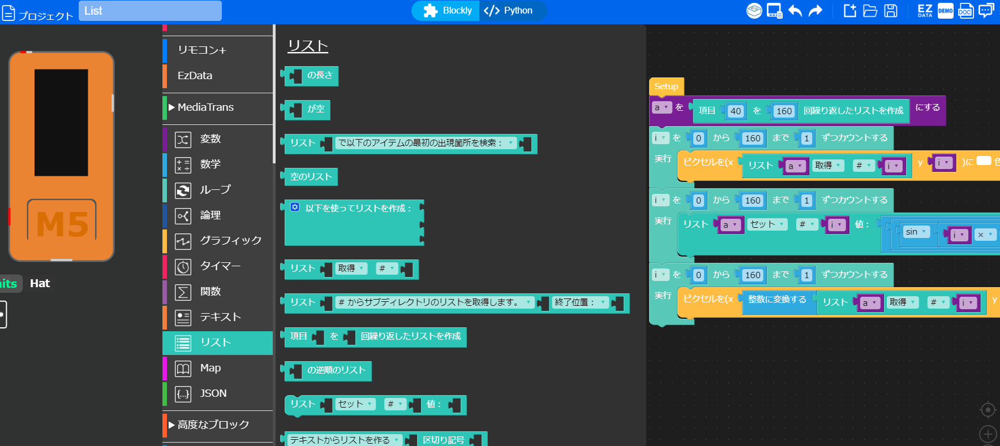 プロジェクト List Blockly </> Python EZ DATA DEMO DOC
リモコン+
EzData
MediaTrans
変数
数学
ループ
論理
グラフィック
タイマー
関数
テキスト
リスト
Map
JSON
高度なブロック
M5
Hat
リスト
の長さ
が空
リスト で以下のアイテムの最初の出現箇所を検索：
空のリスト
以下を使ってリストを作成：
リスト 取得 #
リスト # からサブディレクトリのリストを取得します。 終了位置：
項目 を 回繰り返したリストを作成
の逆順のリスト
リスト セット # 値：
テキストからリストを作る 区切り記号
Setup
a を 項目 40 を 160 回繰り返したリストを作成 にする
i を 0 から 160 まで 1 ずつカウントする
実行 ピクセルを(x リスト a 取得 # i y i )に 色
i を 0 から 160 まで 1 ずつカウントする
実行 リスト a セット # i 値： sin i ×
i を 0 から 160 まで 1 ずつカウントする
実行 ピクセルを(x 整数に変換する リスト a 取得 # i y